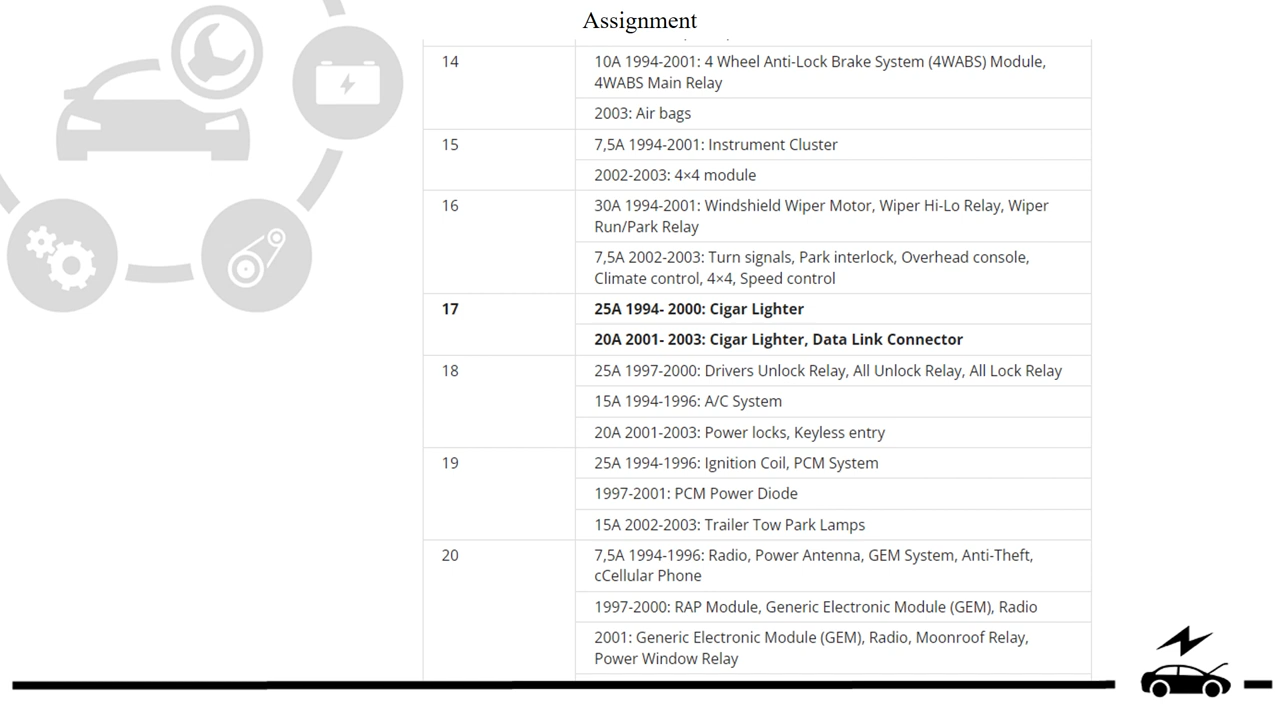 Assignment
14
10A 1994-2001: 4 Wheel Anti-Lock Brake System (4WABS) Module,
4WABS Main Relay
2003: Air bags
15
7,5A 1994-2001: Instrument Cluster
2002-2003: 4×4 module
16
30A 1994-2001: Windshield Wiper Motor, Wiper Hi-Lo Relay, Wiper
Run/Park Relay
7,5A 2002-2003: Turn signals, Park interlock, Overhead console,
Climate control, 4×4, Speed control
17
25A 1994- 2000: Cigar Lighter
20A 2001- 2003: Cigar Lighter, Data Link Connector
18
25A 1997-2000: Drivers Unlock Relay, All Unlock Relay, All Lock Relay
15A 1994-1996: A/C System
20A 2001-2003: Power locks, Keyless entry
19
25A 1994-1996: Ignition Coil, PCM System
1997-2001: PCM Power Diode
15A 2002-2003: Trailer Tow Park Lamps
20
7,5A 1994-1996: Radio, Power Antenna, GEM System, Anti-Theft,
cCellular Phone
1997-2000: RAP Module, Generic Electronic Module (GEM), Radio
2001: Generic Electronic Module (GEM), Radio, Moonroof Relay,
Power Window Relay